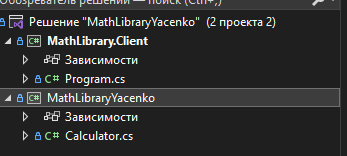 Обозреватель решений — поиск (Ctrl+;)
Решение "MathLibraryYacenko" (2 проекта 2)
C# MathLibrary.Client
Зависимости
C# Program.cs
C# MathLibraryYacenko
Зависимости
C# Calculator.cs